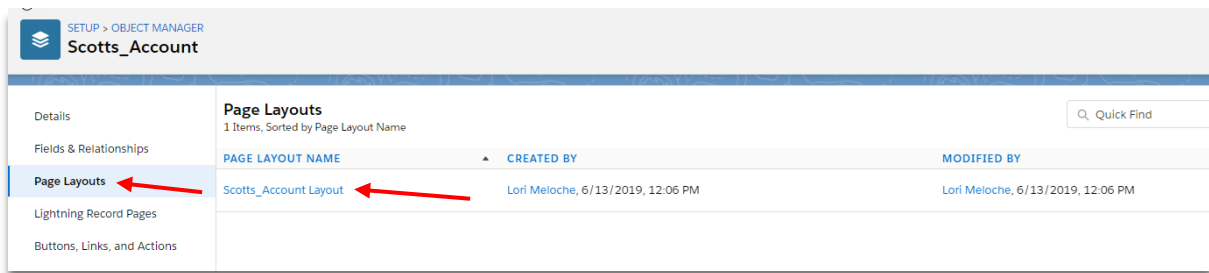 SETUP > OBJECT MANAGER
Scotts_Account
Details
Fields & Relationships
Page Layouts
Lightning Record Pages
Buttons, Links, and Actions
Page Layouts
1 Items, Sorted by Page Layout Name
Quick Find
PAGE LAYOUT NAME CREATED BY MODIFIED BY
Scotts_Account Layout Lori Meloche, 6/13/2019, 12:06 PM Lori Meloche, 6/13/2019, 12:06 PM